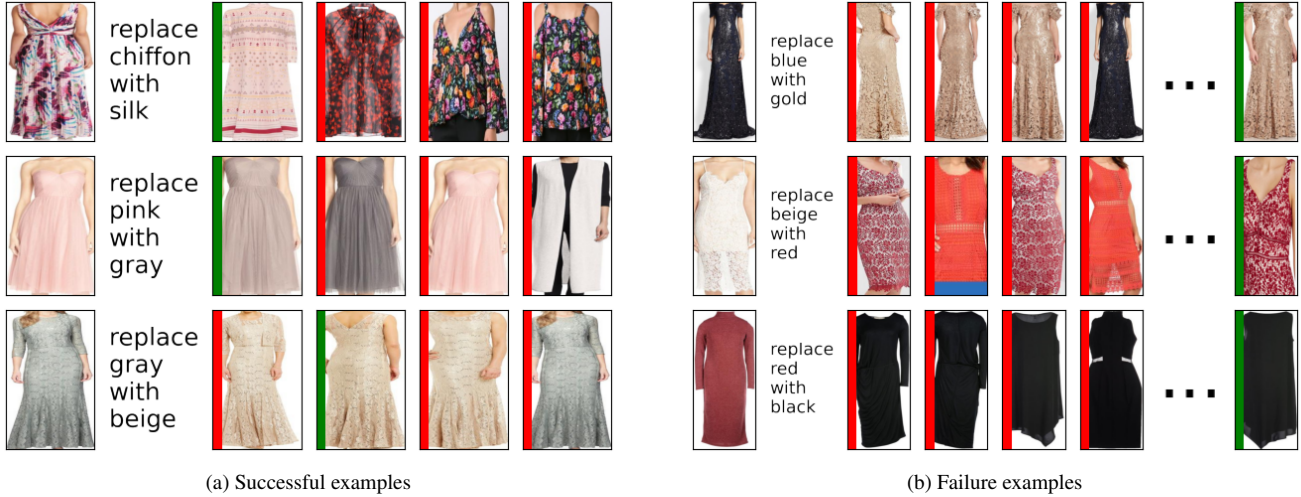 replace
chiffon
with
silk
replace
blue
with
gold
replace
pink
with
gray
replace
beige
with
red
replace
gray
with
beige
replace
red
with
black
(a) Successful examples
(b) Failure examples